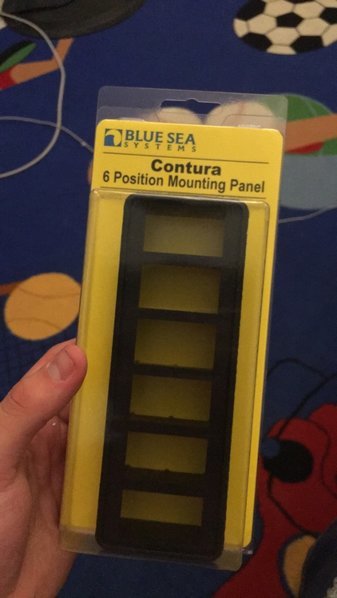 BLUE SEA
SYSTEMS
Contura
6 Position Mounting Panel